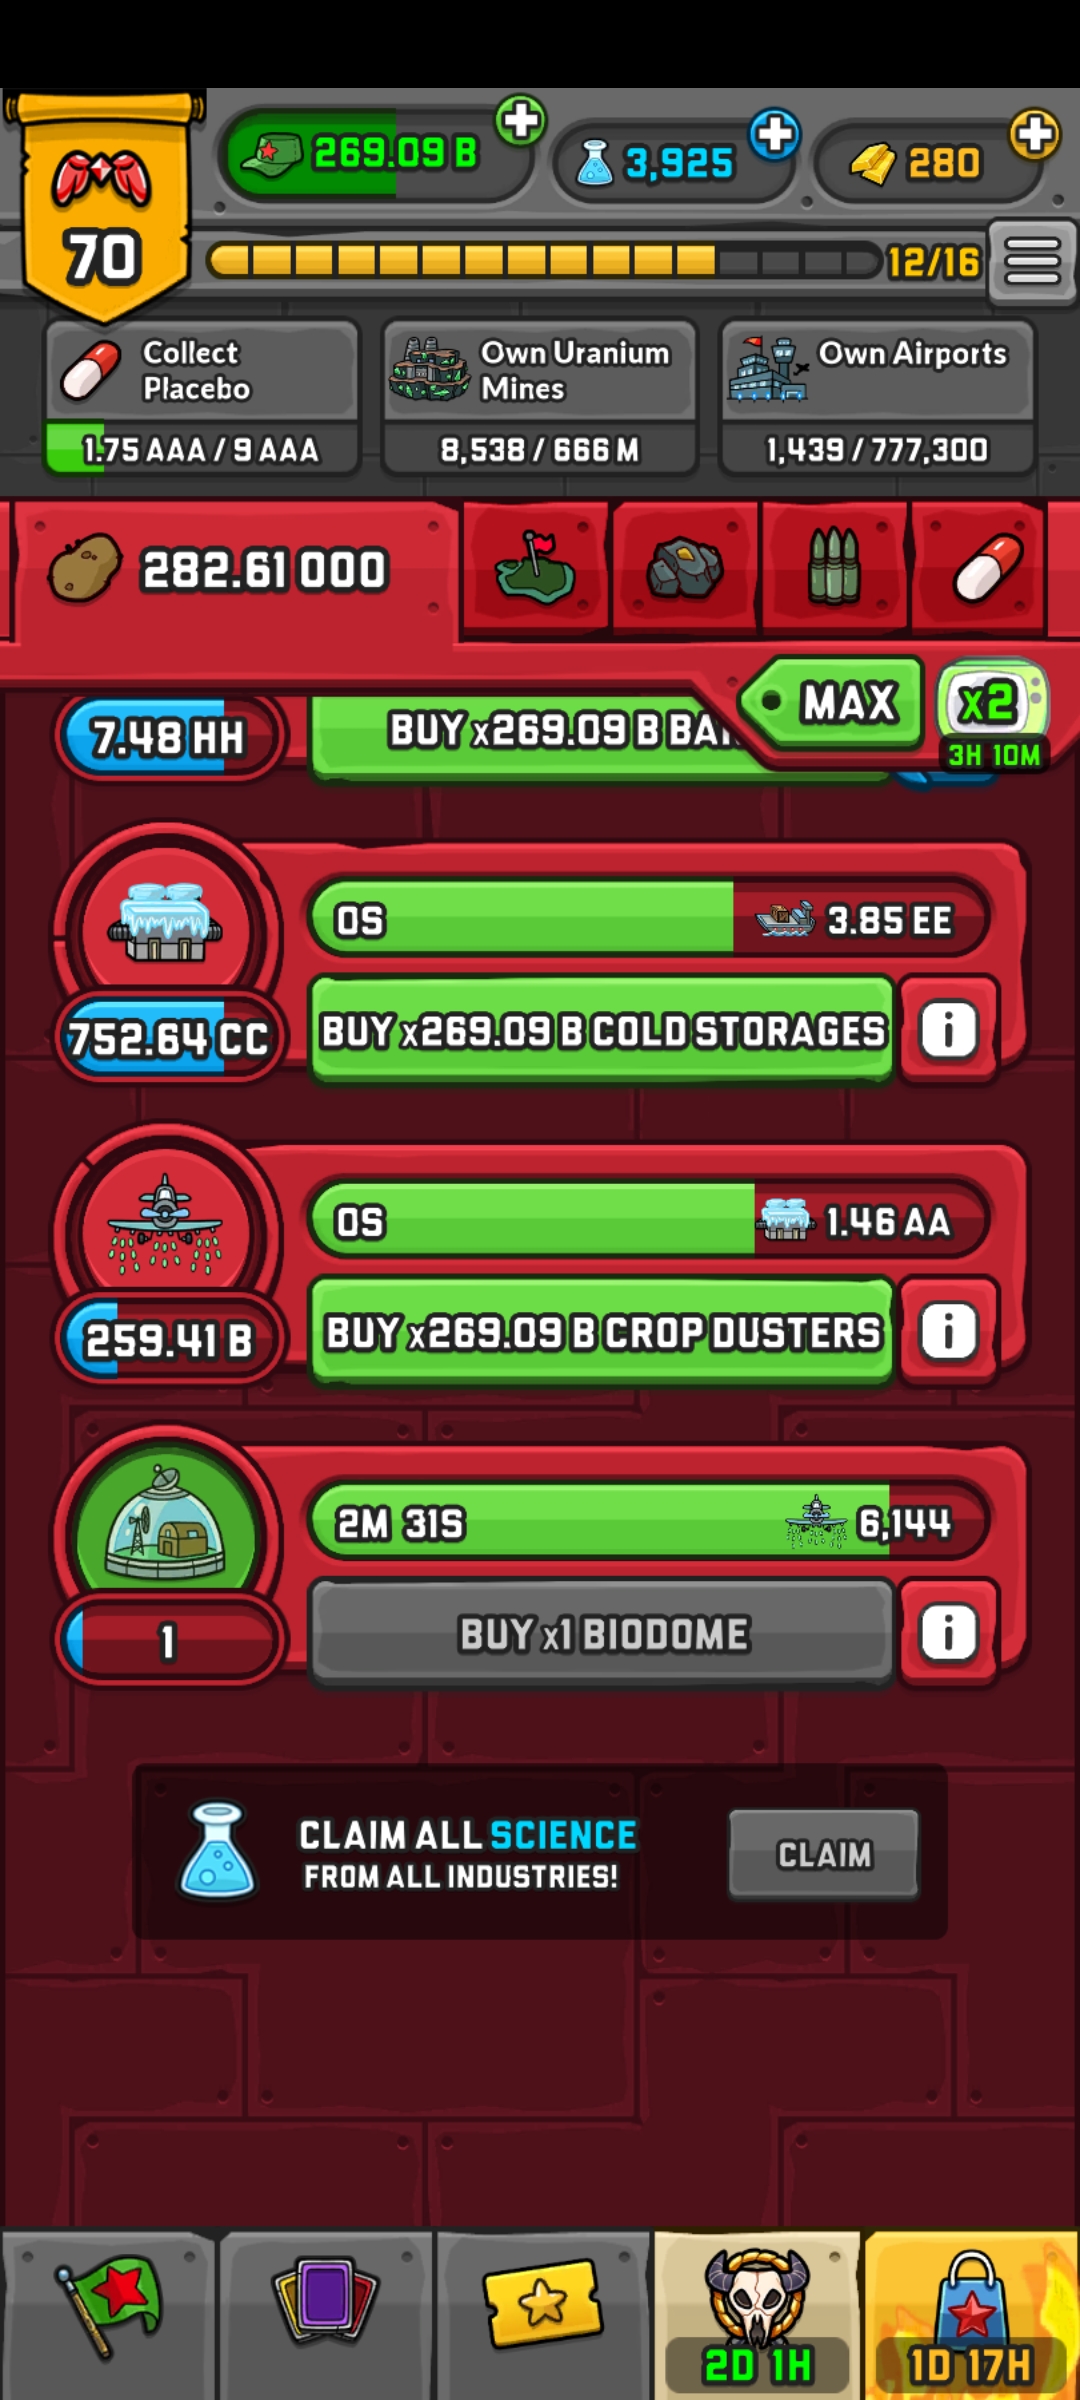 269.09 B
3,925
280
70
12/16
Collect
Placebo
1.75 AAA / 9 AAA
Own Uranium
Mines
8,538 / 666 M
Own Airports
1,439 / 777,300
282.61 OOO
MAX
x2
3H 10M
7.48 HH
BUY x269.09 B
0S
3.85 EE
752.64 CC
BUY x269.09 B COLD STORAGES
i
0S
1.46 AA
259.41 B
BUY x269.09 B CROP DUSTERS
i
2M 31S
6,144
1
BUY x1 BIODOME
i
CLAIM ALL SCIENCE
FROM ALL INDUSTRIES!
CLAIM
2D 1H
1D 17H